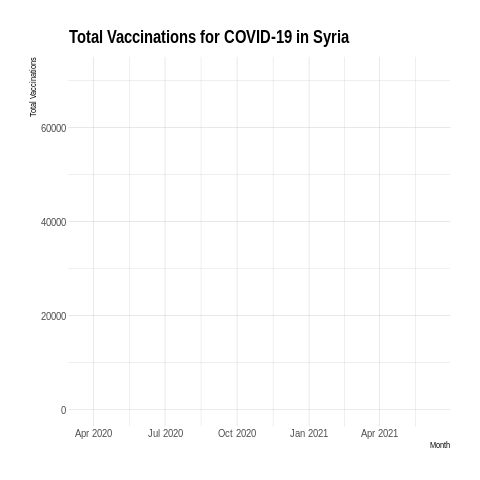 Total Vaccinations for COVID-19 in Syria
Total Vaccinations
60000
40000
20000
0
Apr 2020 Jul 2020 Oct 2020 Jan 2021 Apr 2021
Month